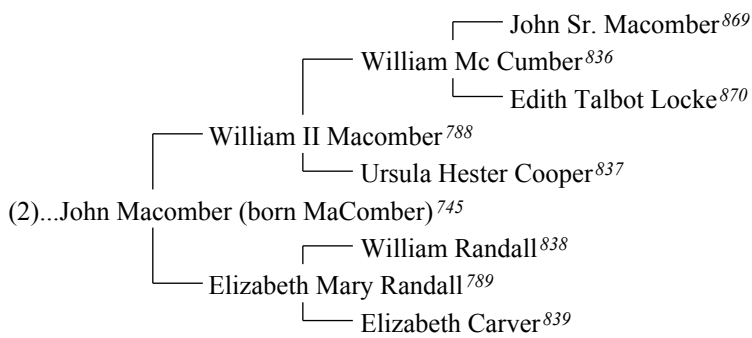 John Sr. Macomber869
William Mc Cumber836
Edith Talbot Locke870
William II Macomber788
Ursula Hester Cooper837
(2)...John Macomber (born MaComber)745
William Randall838
Elizabeth Mary Randall789
Elizabeth Carver839